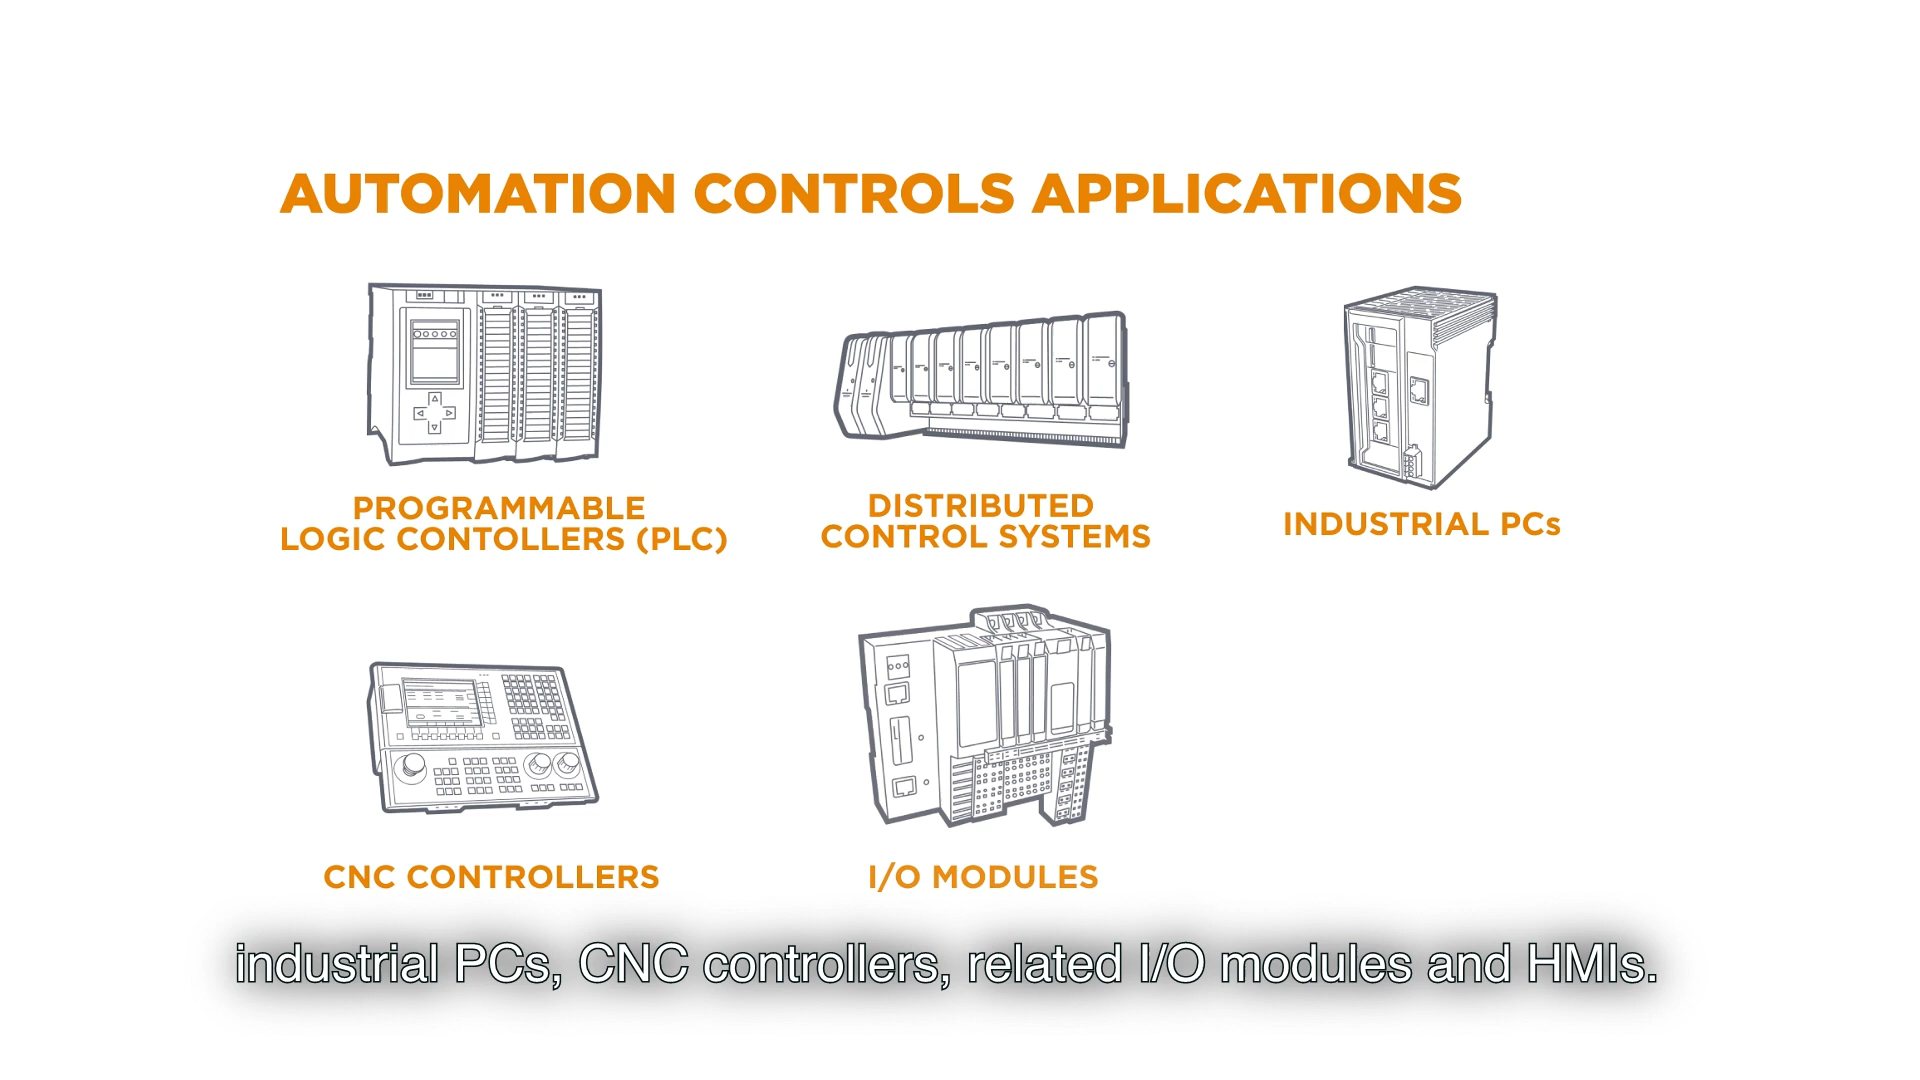 AUTOMATION CONTROLS APPLICATIONS
PROGRAMMABLE
LOGIC CONTOLLERS (PLC)
DISTRIBUTED
CONTROL SYSTEMS
INDUSTRIAL PCs
CNC CONTROLLERS
I/O MODULES
industrial PCs, CNC controllers, related I/O modules and HMIs.